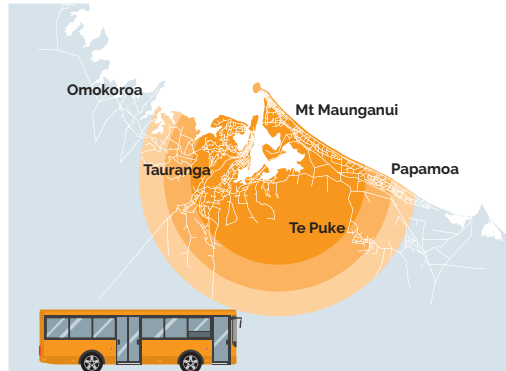 Omokoroa
Mt Maunganui
Tauranga
Papamoa
Te Puke